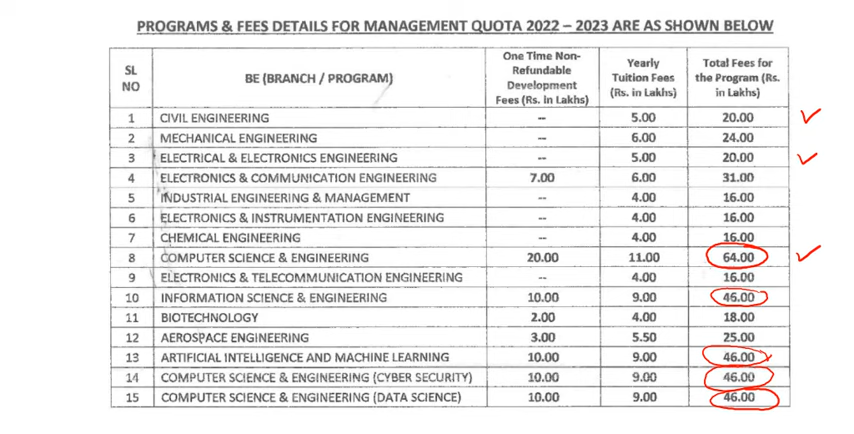 PROGRAMS & FEES DETAILS FOR MANAGEMENT QUOTA 2022 – 2023 ARE AS SHOWN BELOW
SL NO BE (BRANCH / PROGRAM) One Time Non-Refundable Development Fees (Rs. in Lakhs) Yearly Tuition Fees (Rs. in Lakhs) Total Fees for the Program (Rs. in Lakhs)
1 CIVIL ENGINEERING -- 5.00 20.00
2 MECHANICAL ENGINEERING -- 6.00 24.00
3 ELECTRICAL & ELECTRONICS ENGINEERING -- 5.00 20.00
4 ELECTRONICS & COMMUNICATION ENGINEERING 7.00 6.00 31.00
5 INDUSTRIAL ENGINEERING & MANAGEMENT -- 4.00 16.00
6 ELECTRONICS & INSTRUMENTATION ENGINEERING -- 4.00 16.00
7 CHEMICAL ENGINEERING -- 4.00 16.00
8 COMPUTER SCIENCE & ENGINEERING 20.00 11.00 64.00
9 ELECTRONICS & TELECOMMUNICATION ENGINEERING -- 4.00 16.00
10 INFORMATION SCIENCE & ENGINEERING 10.00 9.00 46.00
11 BIOTECHNOLOGY 2.00 4.00 18.00
12 AEROSPACE ENGINEERING 3.00 5.50 25.00
13 ARTIFICIAL INTELLIGENCE AND MACHINE LEARNING 10.00 9.00 46.00
14 COMPUTER SCIENCE & ENGINEERING (CYBER SECURITY) 10.00 9.00 46.00
15 COMPUTER SCIENCE & ENGINEERING (DATA SCIENCE) 10.00 9.00 46.00